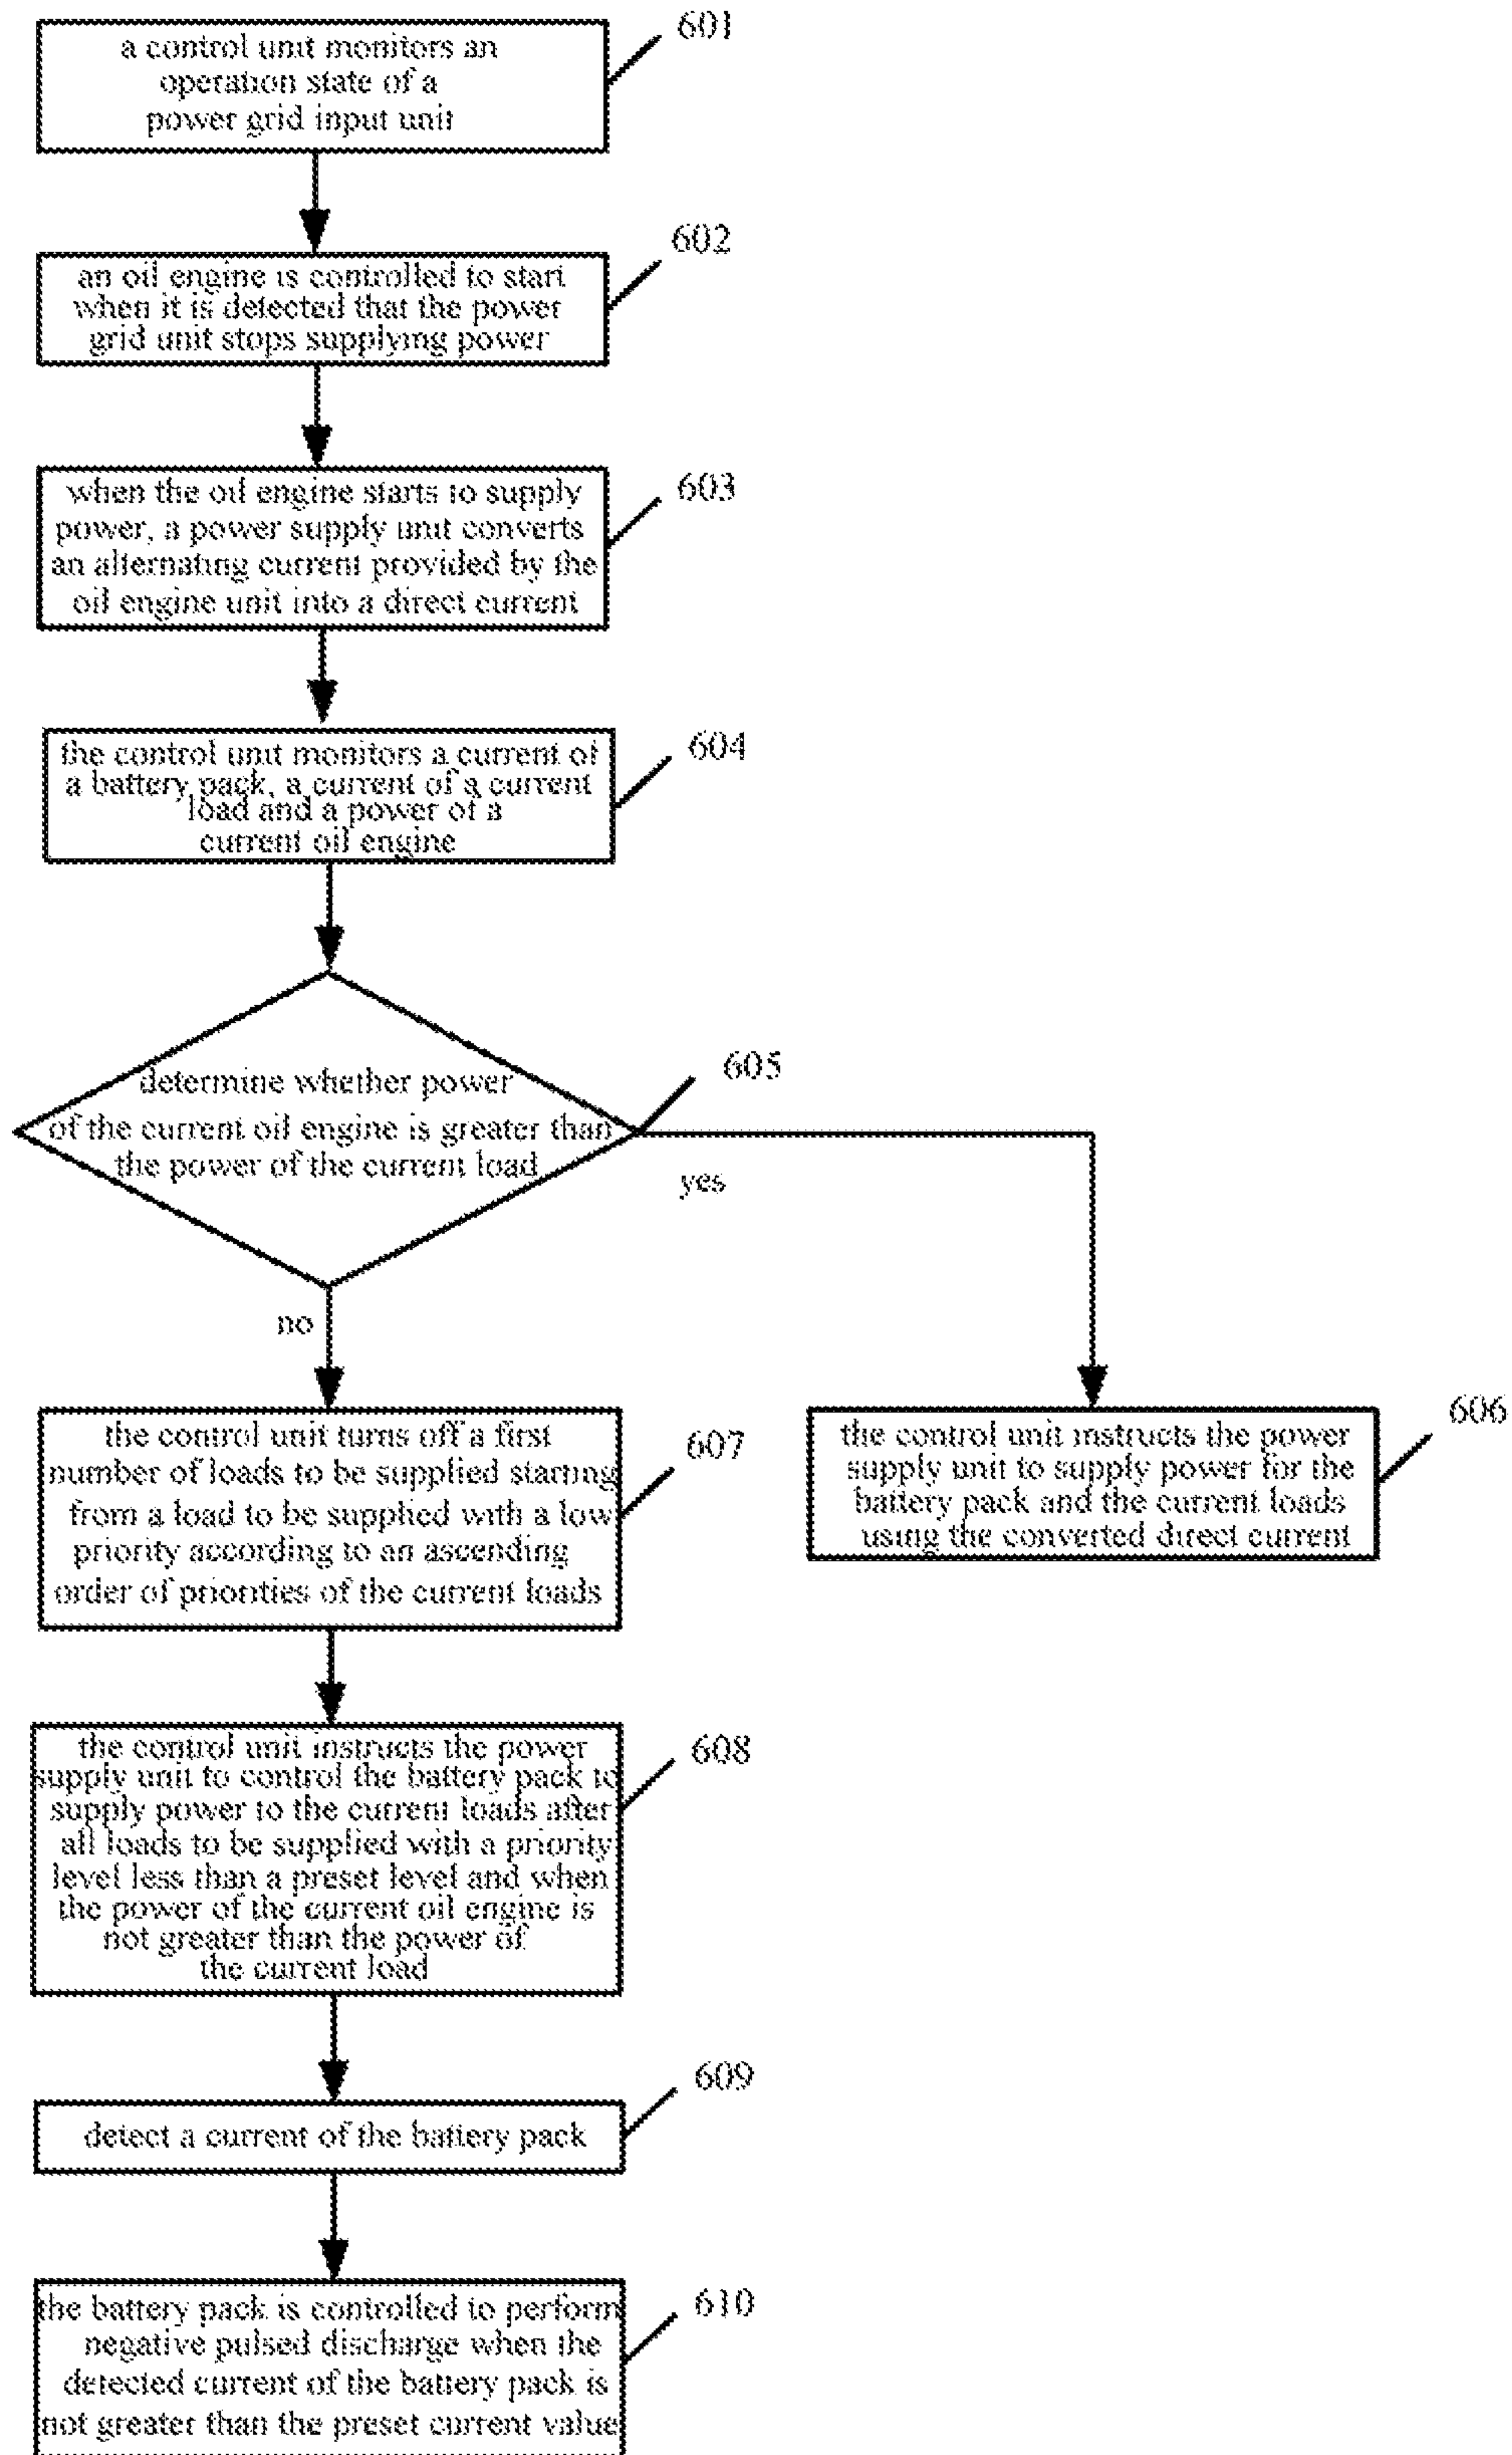 a control unit monitors an
operation state of a
power grid input unit
601
an oil engine is controlled to start
when it is detected that the power
grid unit stops supplying power
602
when the oil engine starts to supply
power, a power supply unit converts
an alternating current provided by the
oil engine unit into a direct current
603
the control unit monitors a current of
a battery pack, a current of a current
load and a power of a
current oil engine
604
determine whether power
of the current oil engine is greater than
the power of the current load
605
yes
no
the control unit turns off a first
number of loads to be supplied starting
from a load to be supplied with a low
priority according to an ascending
order of priorities of the current loads
607
the control unit instructs the power
supply unit to supply power for the
battery pack and the current loads
using the converted direct current
606
the control unit instructs the power
supply unit to control the battery pack to
supply power to the current loads after
all loads to be supplied with a priority
level less than a preset level and when
the power of the current oil engine is
not greater than the power of
the current load
608
detect a current of the battery pack
609
the battery pack is controlled to perform
negative pulsed discharge when the
detected current of the battery pack is
not greater than the preset current value
610